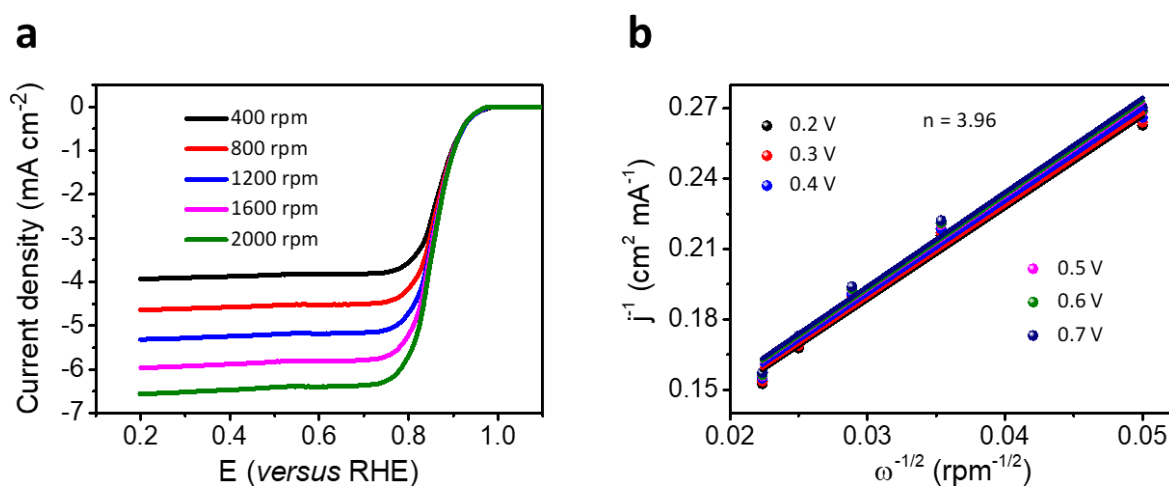 a
0
-1
-2
-3
-4
-5
-6
-7
Current density (mA cm⁻²)
400 rpm
800 rpm
1200 rpm
1600 rpm
2000 rpm
0.2 0.4 0.6 0.8 1.0
E (versus RHE)
b
0.27
0.24
0.21
0.18
0.15
j⁻¹ (cm² mA⁻¹)
0.2 V
0.3 V
0.4 V
n = 3.96
0.5 V
0.6 V
0.7 V
0.02 0.03 0.04 0.05
ω⁻¹/² (rpm⁻¹/²)